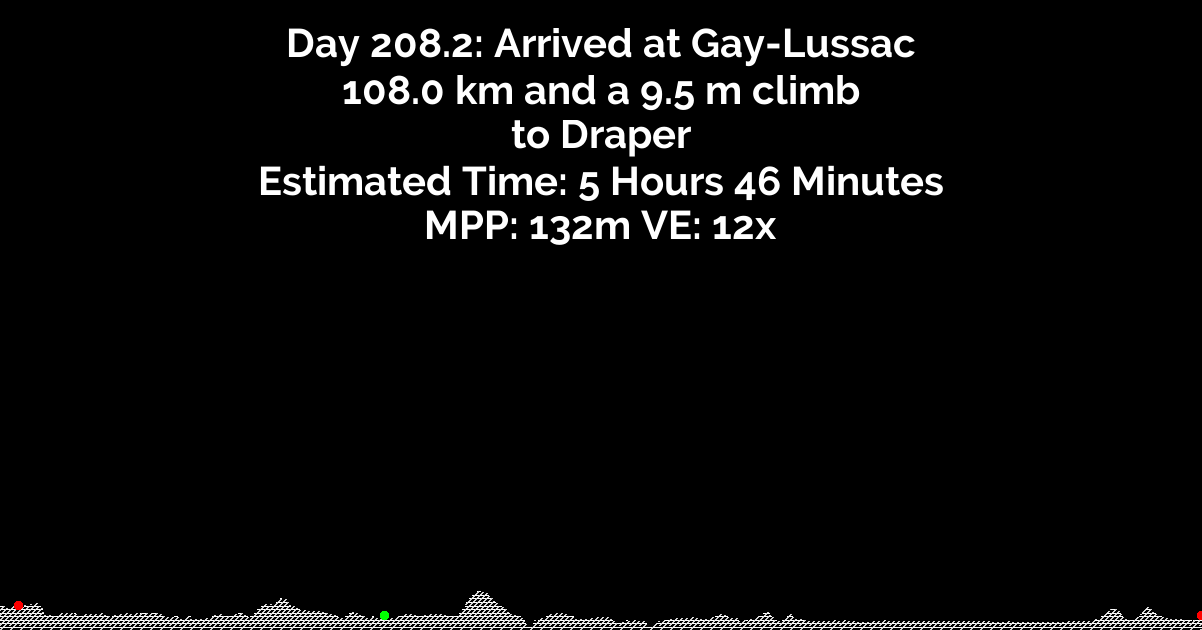 Day 208.2: Arrived at Gay-Lussac
108.0 km and a 9.5 m climb
to Draper
Estimated Time: 5 Hours 46 Minutes
MPP: 132m VE: 12x